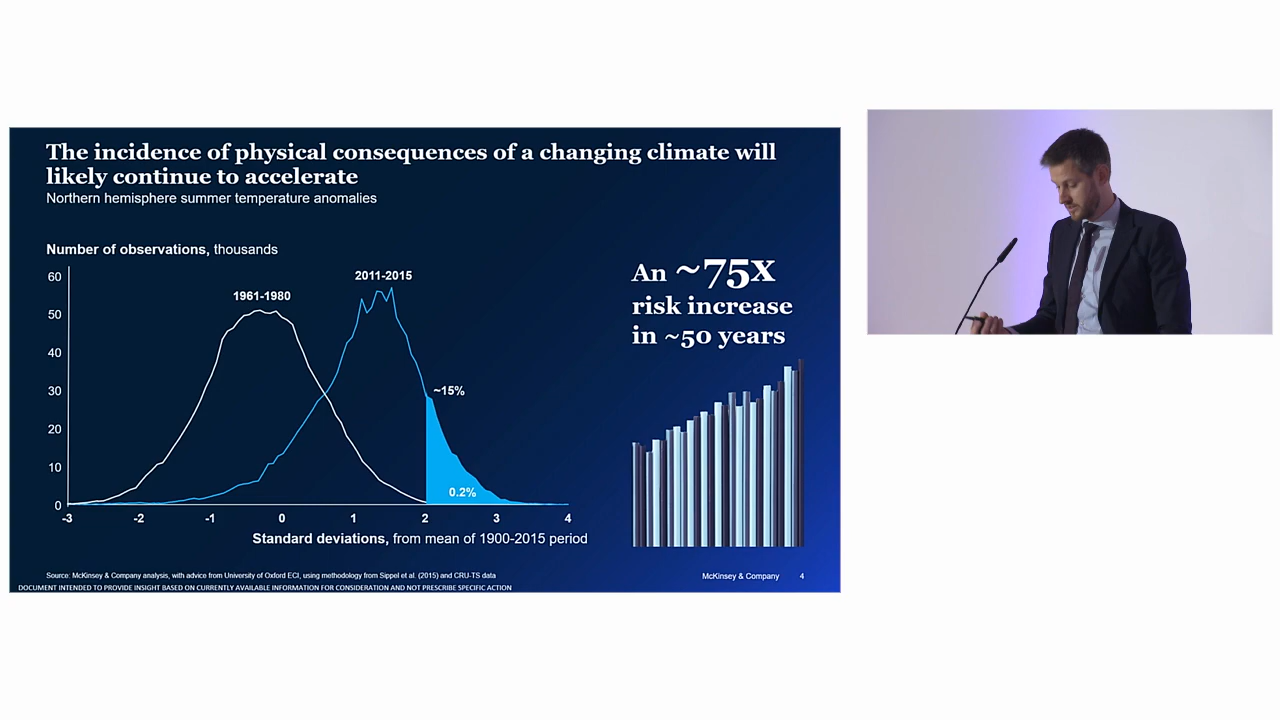 The incidence of physical consequences of a changing climate will
likely continue to accelerate
Northern hemisphere summer temperature anomalies
Number of observations, thousands
60
50
40
30
20
10
0
1961-1980
2011-2015
~15%
0.2%
-3 -2 -1 0 1 2 3 4
Standard deviations, from mean of 1900-2015 period
An ~75x
risk increase
in ~50 years
Source: McKinsey & Company analysis, with advice from University of Oxford ECI, using methodology from Sippel et al. (2015) and CRU-TS data
McKinsey & Company 4
DOCUMENT INTENDED TO PROVIDE INSIGHT BASED ON CURRENTLY AVAILABLE INFORMATION FOR CONSIDERATION AND NOT PRESCRIBE SPECIFIC ACTION